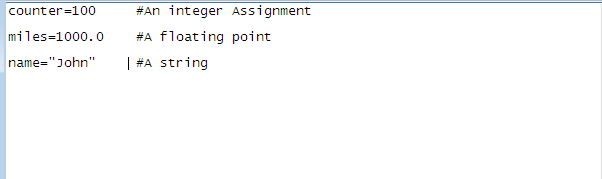 counter=100     #An integer Assignment
miles=1000.0    #A floating point
name="John"     #A string